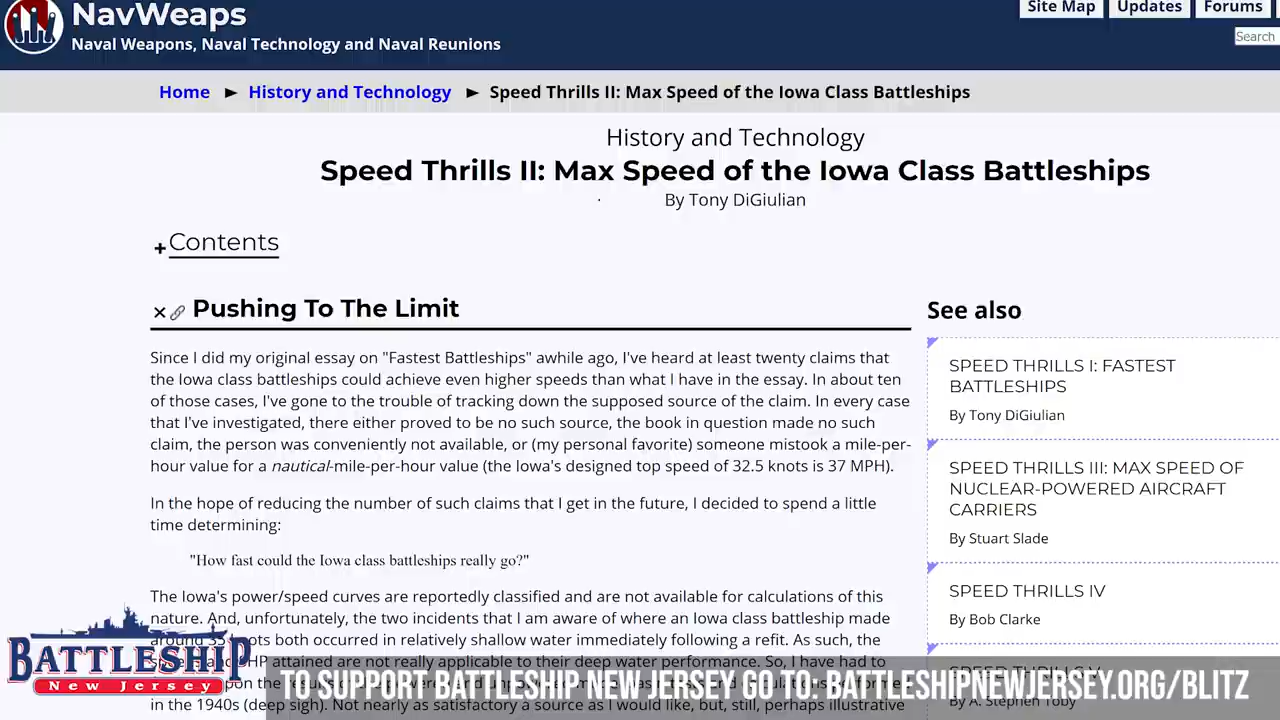 NavWeaps
Naval Weapons, Naval Technology and Naval Reunions
Site Map Updates Forums
Search
Home ► History and Technology ► Speed Thrills II: Max Speed of the Iowa Class Battleships
History and Technology
Speed Thrills II: Max Speed of the Iowa Class Battleships
By Tony DiGiulian
+Contents
× Pushing To The Limit
Since I did my original essay on "Fastest Battleships" awhile ago, I've heard at least twenty claims that
the Iowa class battleships could achieve even higher speeds than what I have in the essay. In about ten
of those cases, I've gone to the trouble of tracking down the supposed source of the claim. In every case
that I've investigated, there either proved to be no such source, the book in question made no such
claim, the person was conveniently not available, or (my personal favorite) someone mistook a mile-per-
hour value for a nautical-mile-per-hour value (the Iowa's designed top speed of 32.5 knots is 37 MPH).
In the hope of reducing the number of such claims that I get in the future, I decided to spend a little
time determining:
"How fast could the Iowa class battleships really go?"
The Iowa's power/speed curves are reportedly classified and are not available for calculations of this
nature. And, unfortunately, the two incidents that I am aware of where an Iowa class battleship made
around 35 knots both occurred in relatively shallow water immediately following a refit. As such, the
HP attained are not really applicable to their deep water performance. So, I have had to
upon the
in the 1940s (deep sigh). Not nearly as satisfactory a source as I would like, but, still, perhaps illustrative
See also
SPEED THRILLS I: FASTEST
BATTLESHIPS
By Tony DiGiulian
SPEED THRILLS III: MAX SPEED OF
NUCLEAR-POWERED AIRCRAFT
CARRIERS
By Stuart Slade
SPEED THRILLS IV
By Bob Clarke
SPEED THRILLS V
By A. Stephen Toby
BATTLESHIP
New Jersey
TO SUPPORT BATTLESHIP NEW JERSEY GO TO: BATTLESHIPNEWJERSEY.ORG/BLITZ